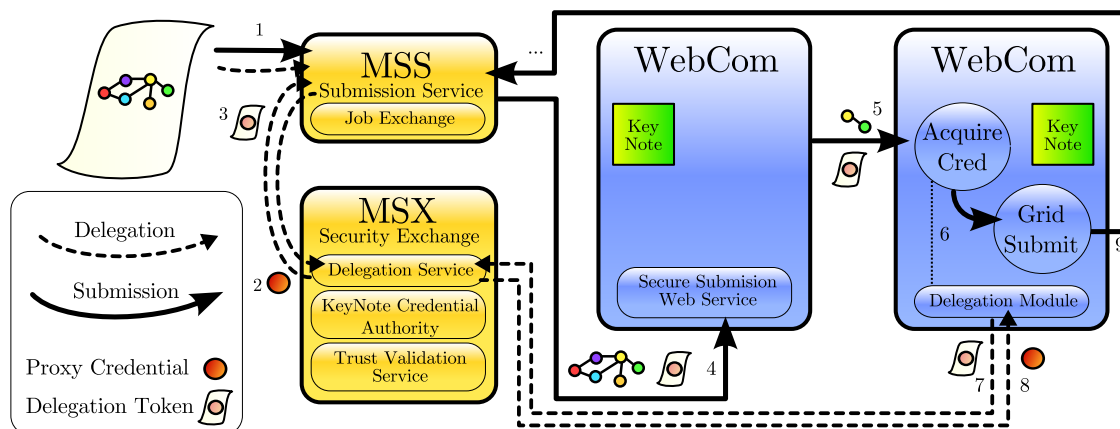 1
MSS
Submission Service
Job Exchange
...
3
WebCom
Key
Note
Secure Submision
Web Service
5
WebCom
Acquire
Cred
Key
Note
6
Grid
Submit
9
Delegation Module
MSX
Security Exchange
Delegation Service
2
KeyNote Credential
Authority
Trust Validation
Service
4
7
8
Delegation
Submission
Proxy Credential
Delegation Token